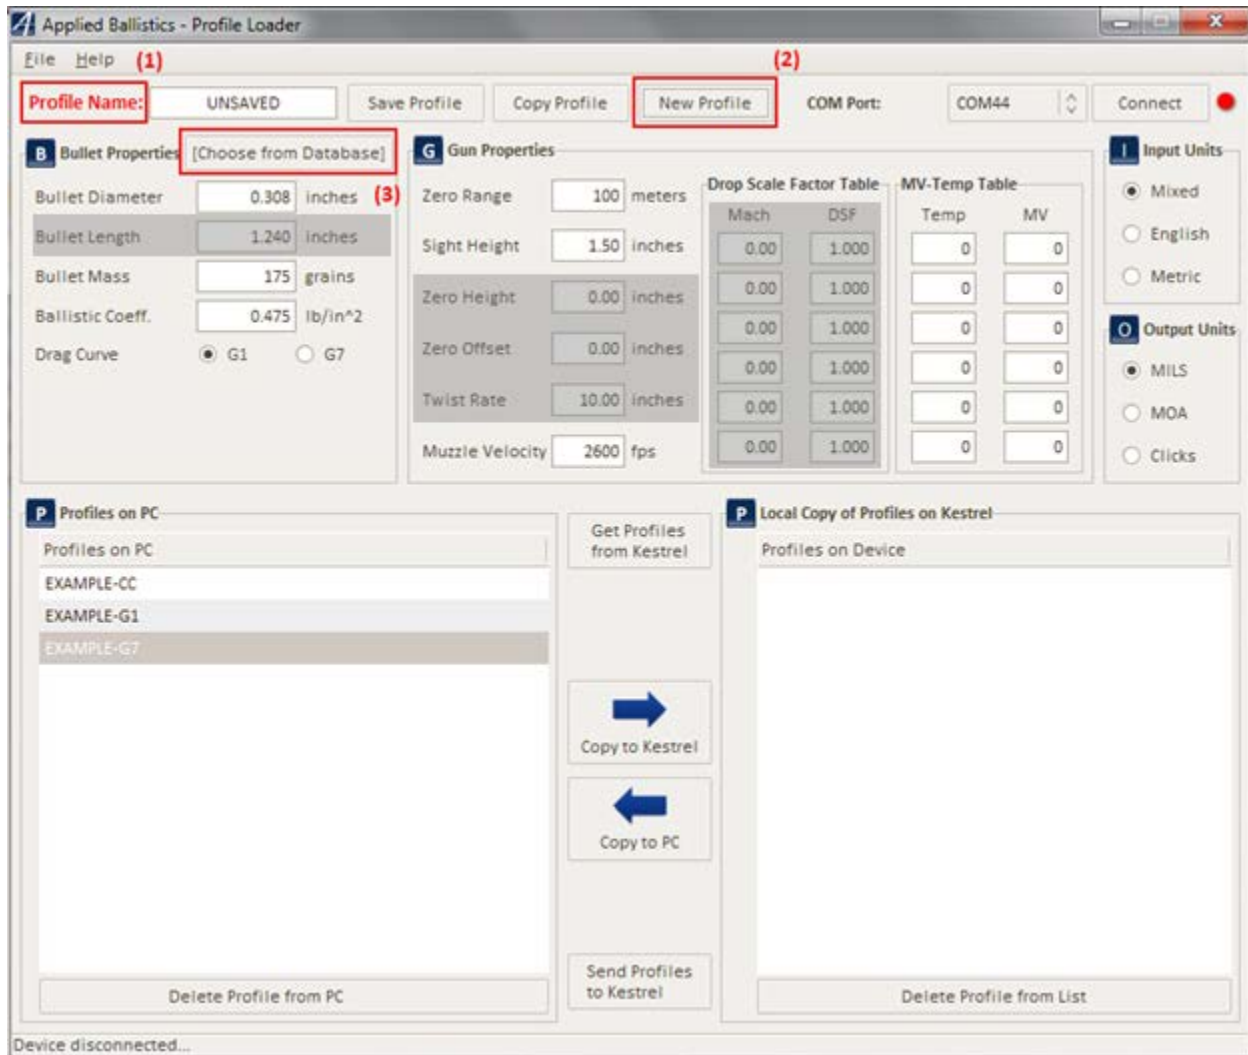 Applied Ballistics - Profile Loader
File Help (1) (2)
Profile Name: UNSAVED Save Profile Copy Profile New Profile COM Port: COM44 Connect
B Bullet Properties [Choose from Database] (3)
Bullet Diameter 0.308 inches
Bullet Length 1.240 inches
Bullet Mass 175 grains
Ballistic Coeff. 0.475 lb/in^2
Drag Curve G1 G7
G Gun Properties
Zero Range 100 meters
Sight Height 1.50 inches
Zero Height 0.00 inches
Zero Offset 0.00 inches
Twist Rate 10.00 inches
Muzzle Velocity 2600 fps
Drop Scale Factor Table
Mach DSF
0.00 1.000
0.00 1.000
0.00 1.000
0.00 1.000
0.00 1.000
0.00 1.000
MV-Temp Table
Temp MV
0 0
0 0
0 0
0 0
0 0
0 0
I Input Units
Mixed
English
Metric
O Output Units
MILS
MOA
Clicks
P Profiles on PC
Profiles on PC
EXAMPLE-CC
EXAMPLE-G1
EXAMPLE-G7
Delete Profile from PC
Get Profiles
from Kestrel
Copy to Kestrel
Copy to PC
Send Profiles
to Kestrel
P Local Copy of Profiles on Kestrel
Profiles on Device
Delete Profile from List
Device disconnected...